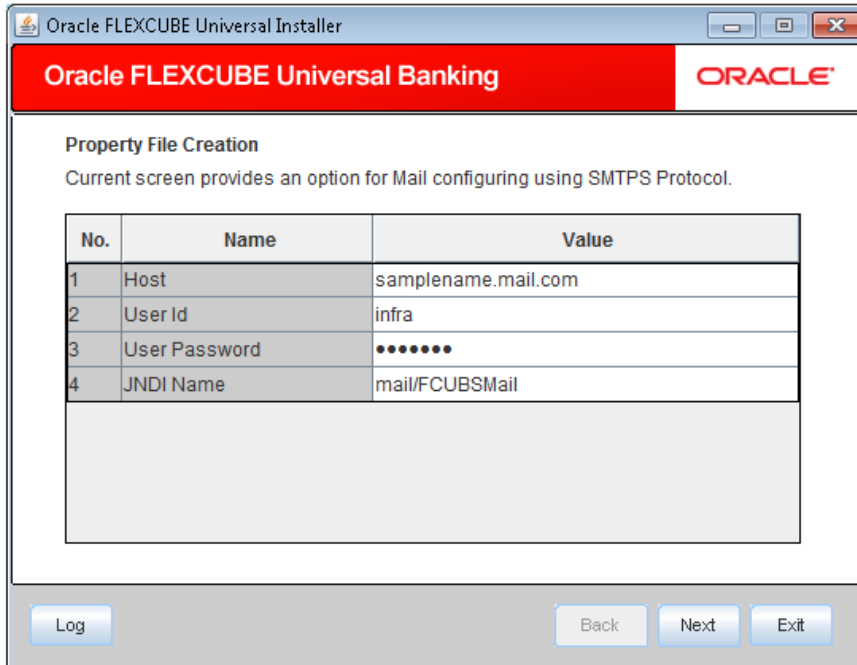 Oracle FLEXCUBE Universal Installer
Oracle FLEXCUBE Universal Banking
ORACLE
Property File Creation
Current screen provides an option for Mail configuring using SMTPS Protocol.
No. Name Value
1 Host samplename.mail.com
2 User Id infra
3 User Password •••••••
4 JNDI Name mail/FCUBSMail
Log Back Next Exit